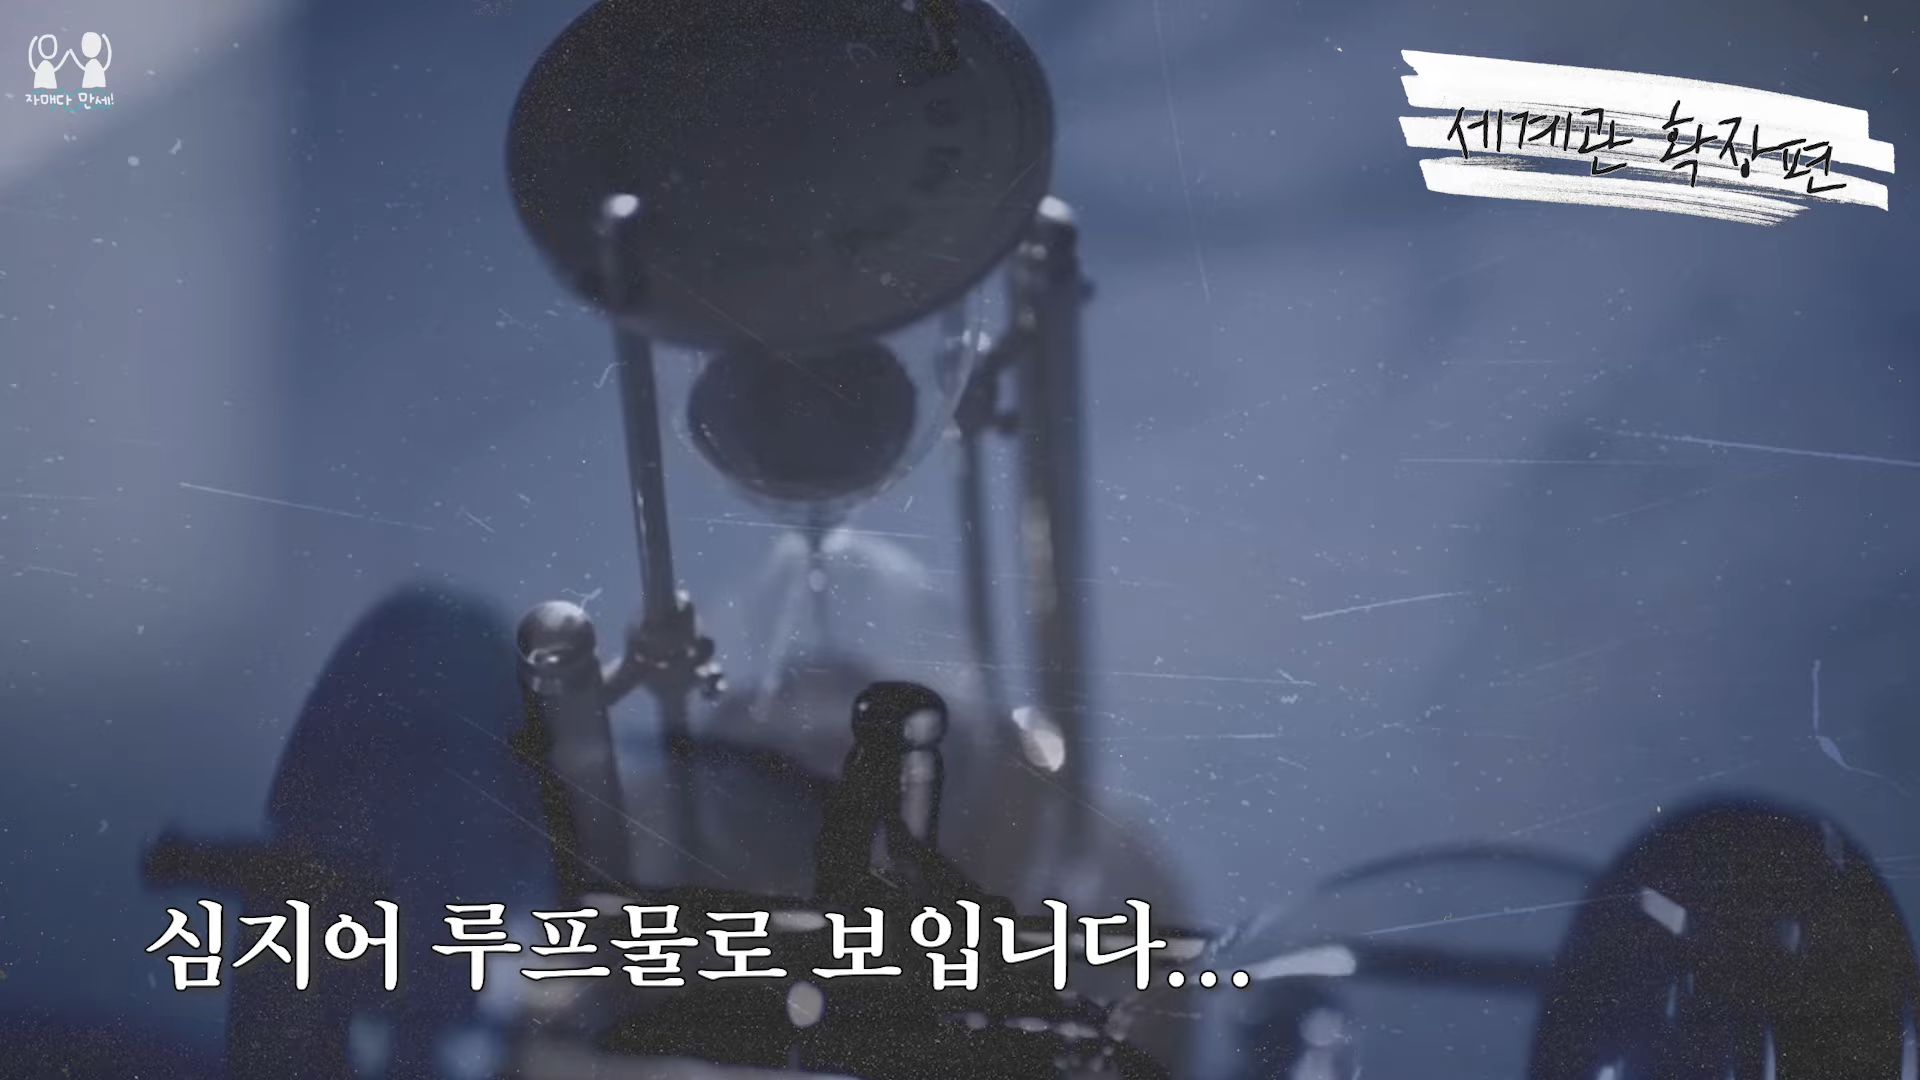 자매다 만세!
세계관 확장편
심지어 루프물로 보입니다...